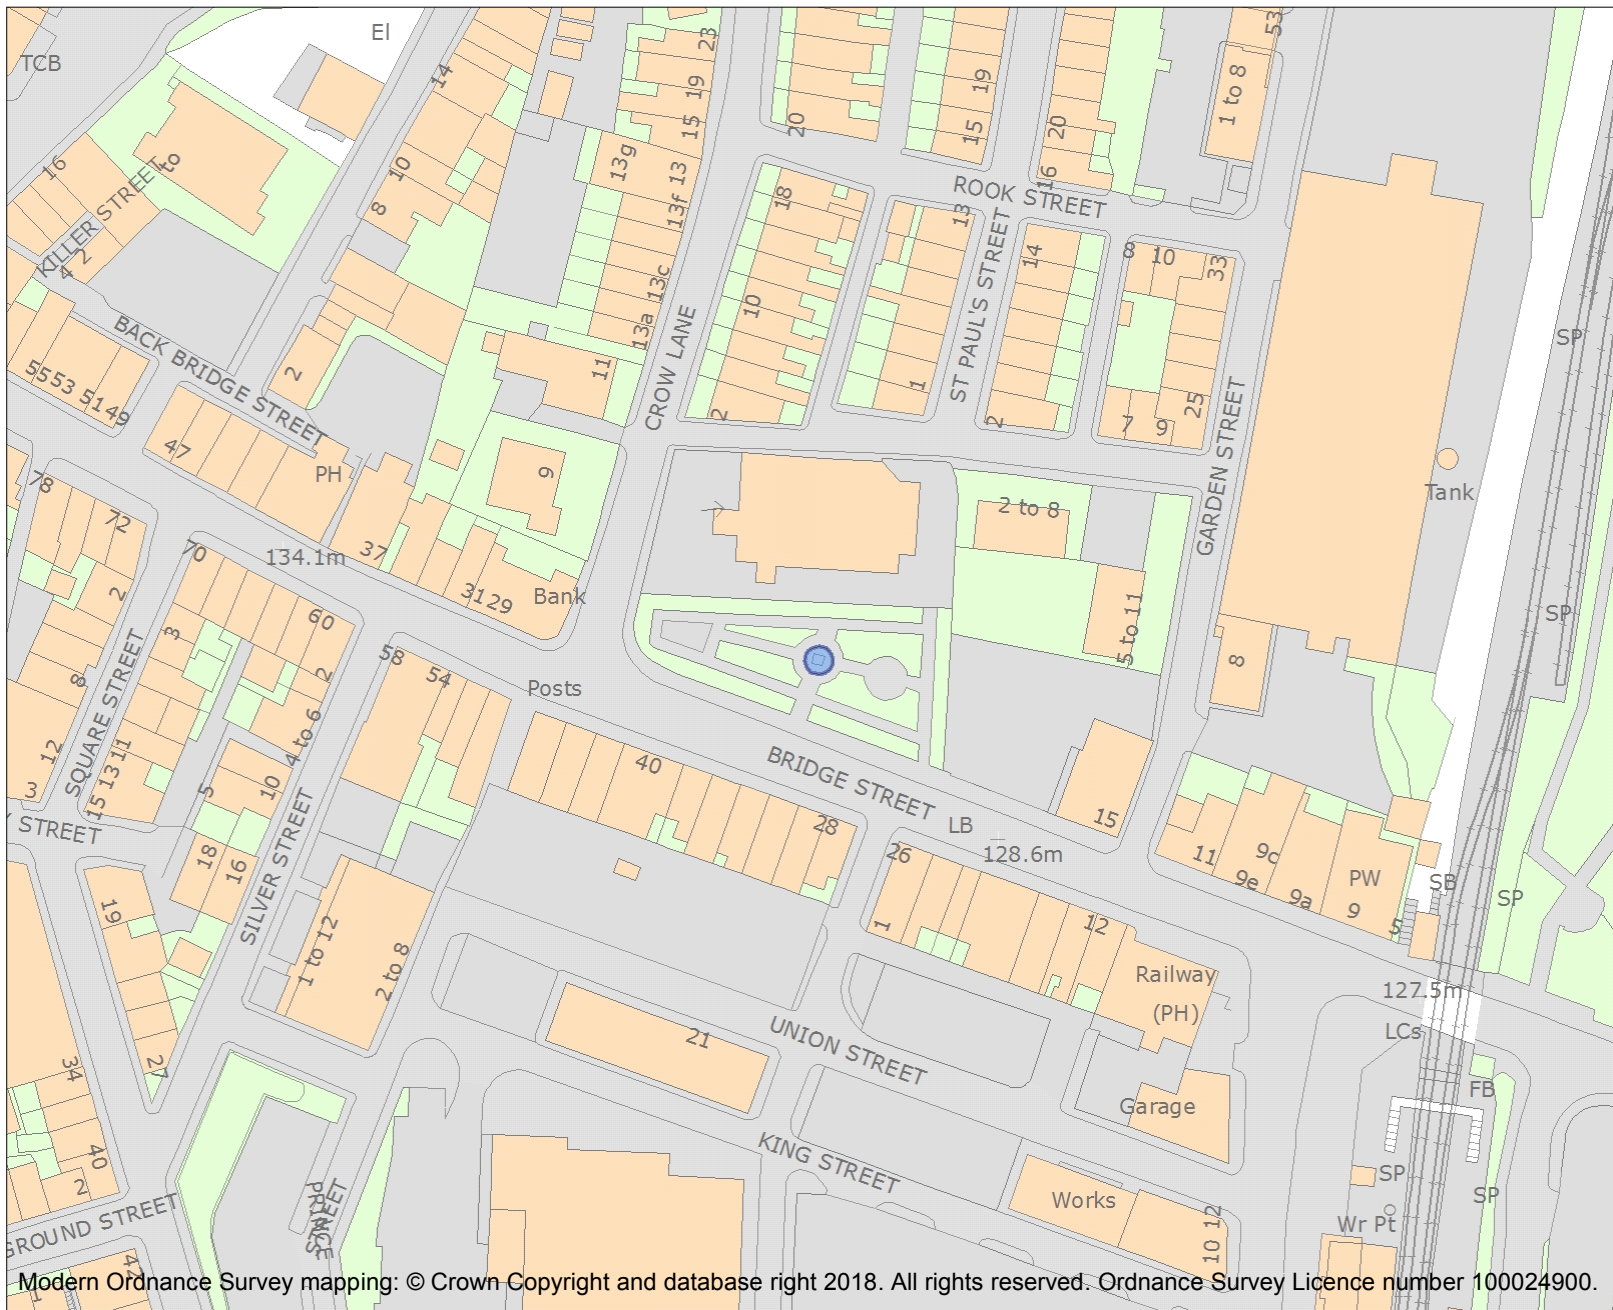 El
TCB
14
23
19
15
20
19
15
20
16
53
1 to 8
16
to
KILLER STREET
4 2
10
8
13g
13
13f
13c
13a
18
10
2
ROOK STREET
13
ST PAUL'S STREET
1
14
2
8
10
33
7
9
25
GARDEN STREET
SP
Tank
BACK BRIDGE STREET
2
55 53 51 49
47
PH
11
CROW LANE
9
2 to 8
78
72
70
134.1m
37
31 29
Bank
5 to 11
8
SP
2
3
60
2
58
54
Posts
8
SQUARE STREET
12
3
11
13
15
4 to 6
5
10
40
BRIDGE STREET
28
LB
128.6m
15
11
9c
9e
9a
PW
9
5
SB
SP
Y STREET
18
16
SILVER STREET
19
26
1
12
Railway
(PH)
127.5m
LCs
1 to 12
2 to 8
21
UNION STREET
Garage
FB
34
27
40
2
KING STREET
Works
10 12
SP
SP
Wr Pt
PRINCE
STREET
GROUND STREET
42
1
Modern Ordnance Survey mapping: © Crown Copyright and database right 2018. All rights reserved. Ordnance Survey Licence number 100024900.